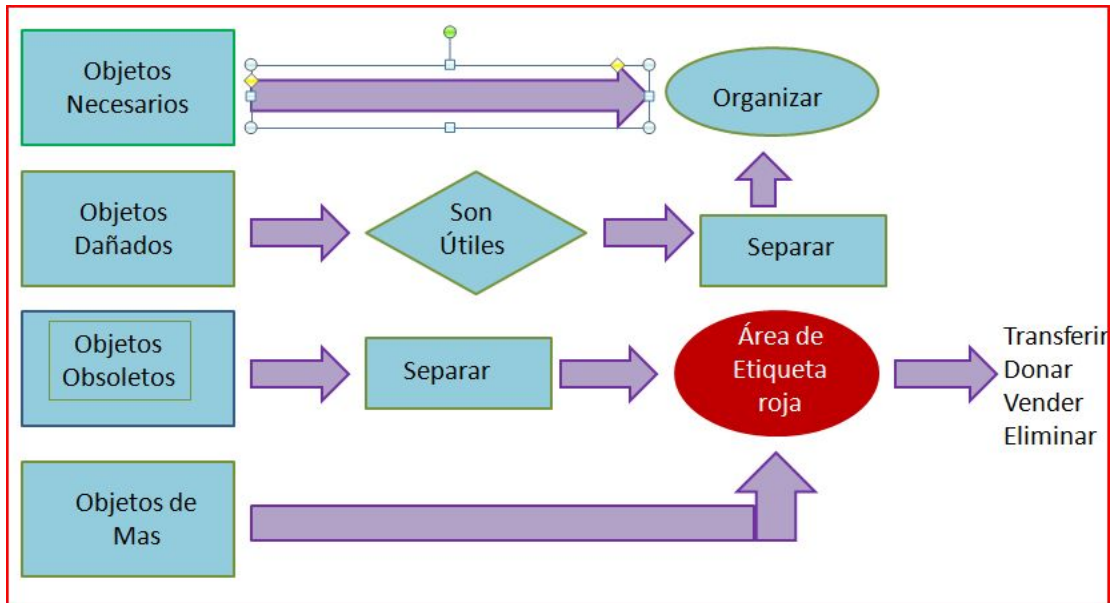 Objetos
Necesarios
Organizar
Objetos
Dañados
Son
Útiles
Separar
Objetos
Obsoletos
Separar
Área de
Etiqueta
roja
Transferir
Donar
Vender
Eliminar
Objetos de
Mas